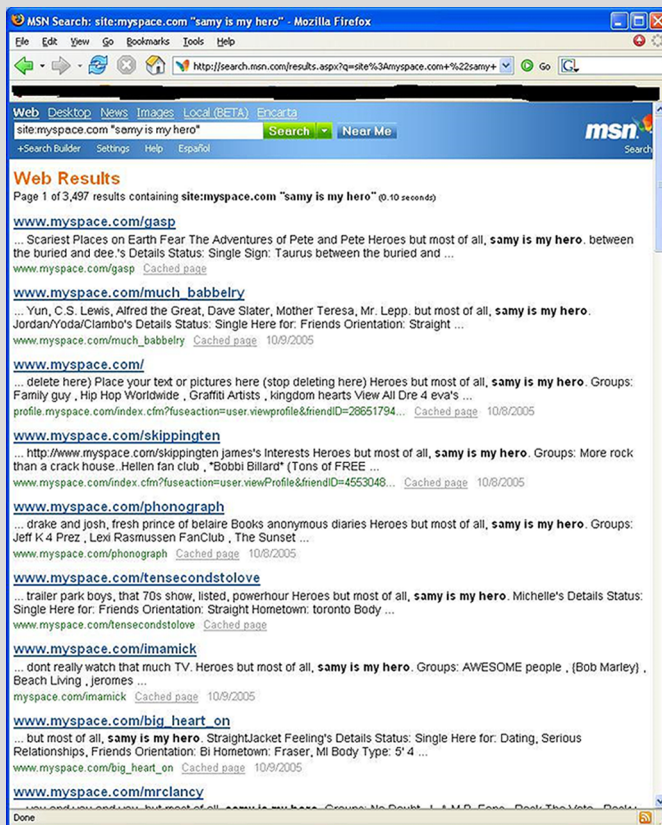 MSN Search: site:myspace.com "samy is my hero" - Mozilla Firefox
File Edit View Go Bookmarks Tools Help
http://search.msn.com/results.aspx?q=site%3Amyspace.com+%22samy+ Go
Web Desktop News Images Local (BETA) Encarta
site:myspace.com "samy is my hero" Search Near Me
msn
+Search Builder Settings Help Español Search
Web Results
Page 1 of 3,497 results containing site:myspace.com "samy is my hero" (0.10 seconds)
www.myspace.com/gasp
... Scariest Places on Earth Fear The Adventures of Pete and Pete Heroes but most of all, samy is my hero. between
the buried and dee.'s Details Status: Single Sign: Taurus between the buried and ...
www.myspace.com/gasp Cached page
www.myspace.com/much_babbelry
... Yun, C.S. Lewis, Alfred the Great, Dave Slater, Mother Teresa, Mr. Lepp. but most of all, samy is my hero.
Jordan/Yoda/Clambo's Details Status: Single Here for: Friends Orientation: Straight ...
www.myspace.com/much_babbelry Cached page 10/9/2005
www.myspace.com/
... delete here) Place your text or pictures here (stop deleting here) Heroes but most of all, samy is my hero. Groups:
Family guy , Hip Hop Worldwide , Graffiti Artists , kingdom hearts View All Dre 4 eva's ...
profile.myspace.com/index.cfm?fuseaction=user.viewprofile&friendID=28651794... Cached page 10/8/2005
www.myspace.com/skippingten
... http://www.myspace.com/skippingten james's Interests Heroes but most of all, samy is my hero. Groups: More rock
than a crack house..Hellen fan club , *Bobbi Billard* (Tons of FREE ...
www.myspace.com/index.cfm?fuseaction=user.viewProfile&friendID=4553048... Cached page 10/8/2005
www.myspace.com/phonograph
... drake and josh, fresh prince of belaire Books anonymous diaries Heroes but most of all, samy is my hero. Groups:
Jeff K 4 Prez , Lexi Rasmussen FanClub , The Sunset ...
www.myspace.com/phonograph Cached page 10/8/2005
www.myspace.com/tensecondstolove
... trailer park boys, that 70s show, listed, powerhour Heroes but most of all, samy is my hero. Michelle's Details Status:
Single Here for: Friends Orientation: Straight Hometown: toronto Body ...
www.myspace.com/tensecondstolove Cached page
www.myspace.com/imamick
... dont really watch that much TV. Heroes but most of all, samy is my hero. Groups: AWESOME people , {Bob Marley} ,
Beach Living , jeromes ...
myspace.com/imamick Cached page 10/9/2005
www.myspace.com/big_heart_on
... but most of all, samy is my hero. StraightJacket Feeling's Details Status: Single Here for: Dating, Serious
Relationships, Friends Orientation: Bi Hometown: Fraser, MI Body Type: 5' 4 ...
www.myspace.com/big_heart_on Cached page 10/9/2005
www.myspace.com/mrclancy
Done